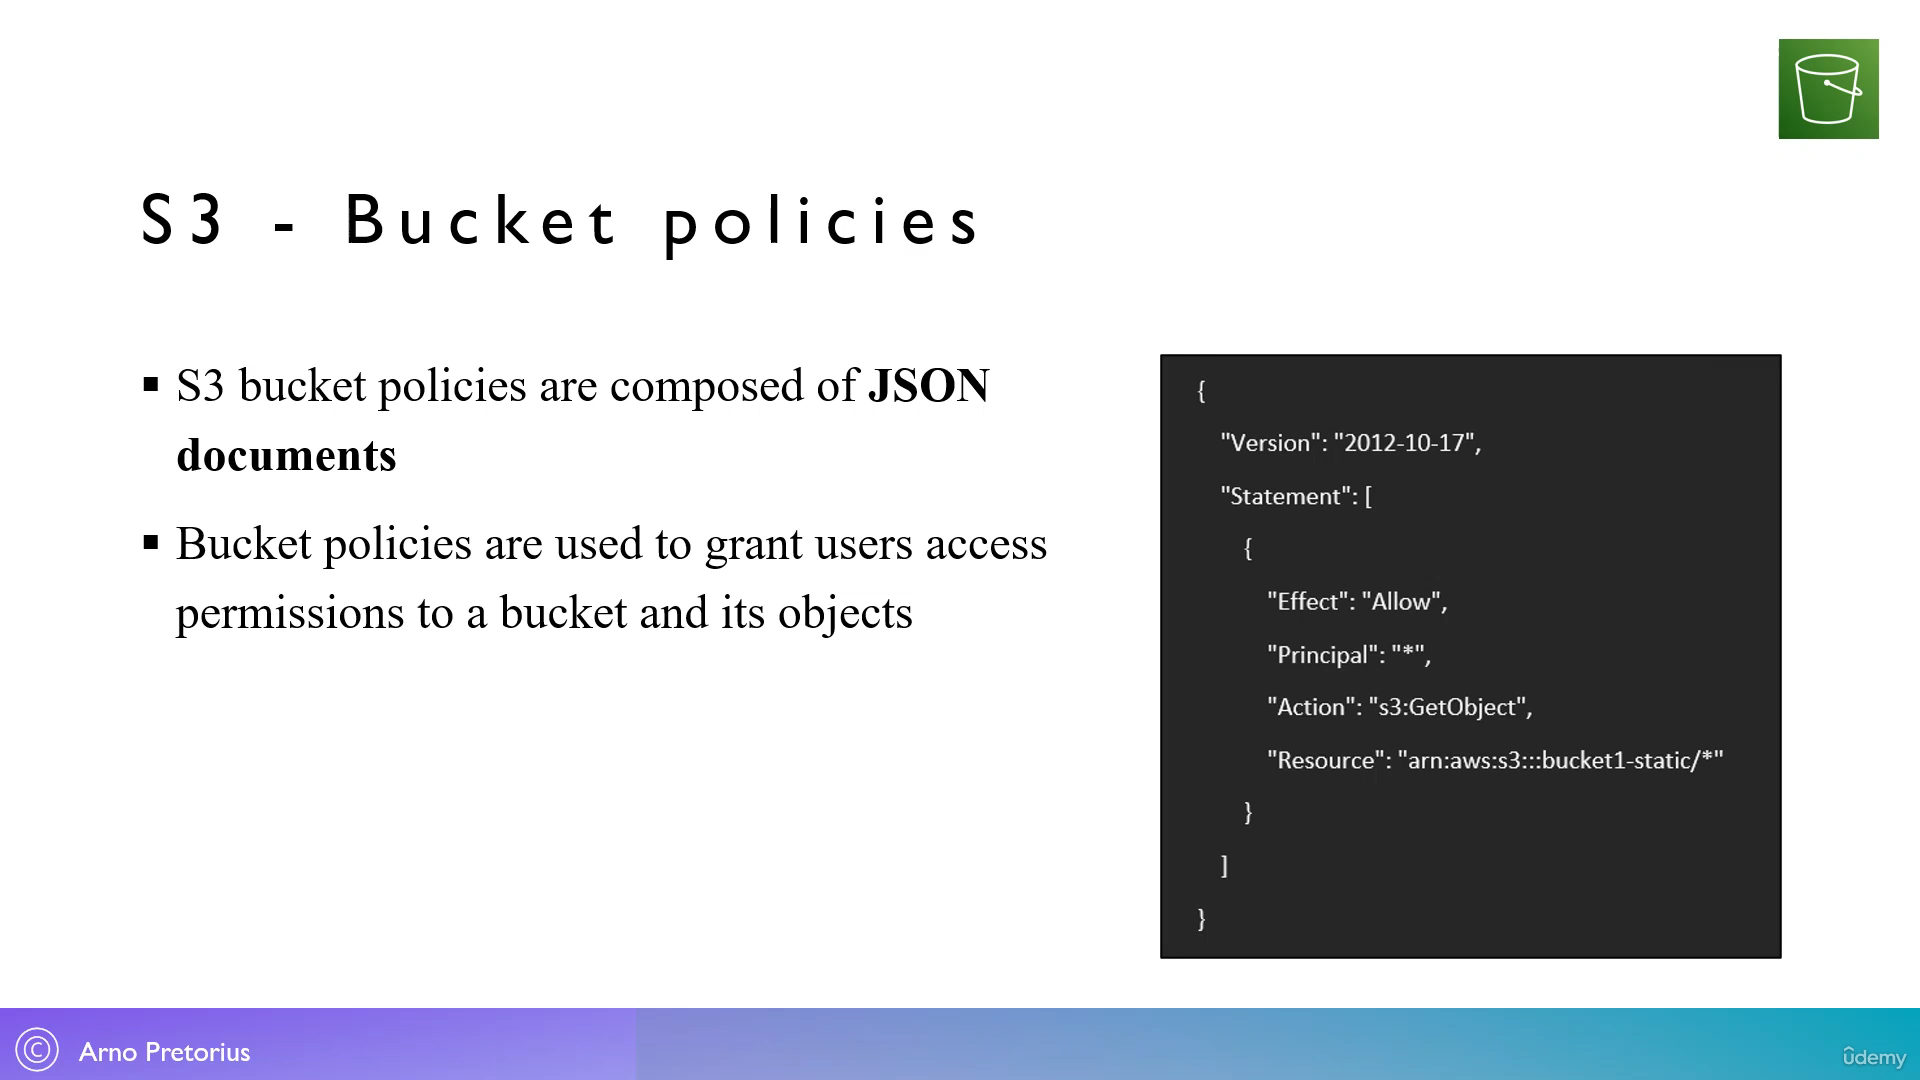 S3 - Bucket policies
▪ S3 bucket policies are composed of JSON
documents
▪ Bucket policies are used to grant users access
permissions to a bucket and its objects
{
"Version": "2012-10-17",
"Statement": [
{
"Effect": "Allow",
"Principal": "*",
"Action": "s3:GetObject",
"Resource": "arn:aws:s3:::bucket1-static/*"
}
]
}
© Arno Pretorius
ûdemy